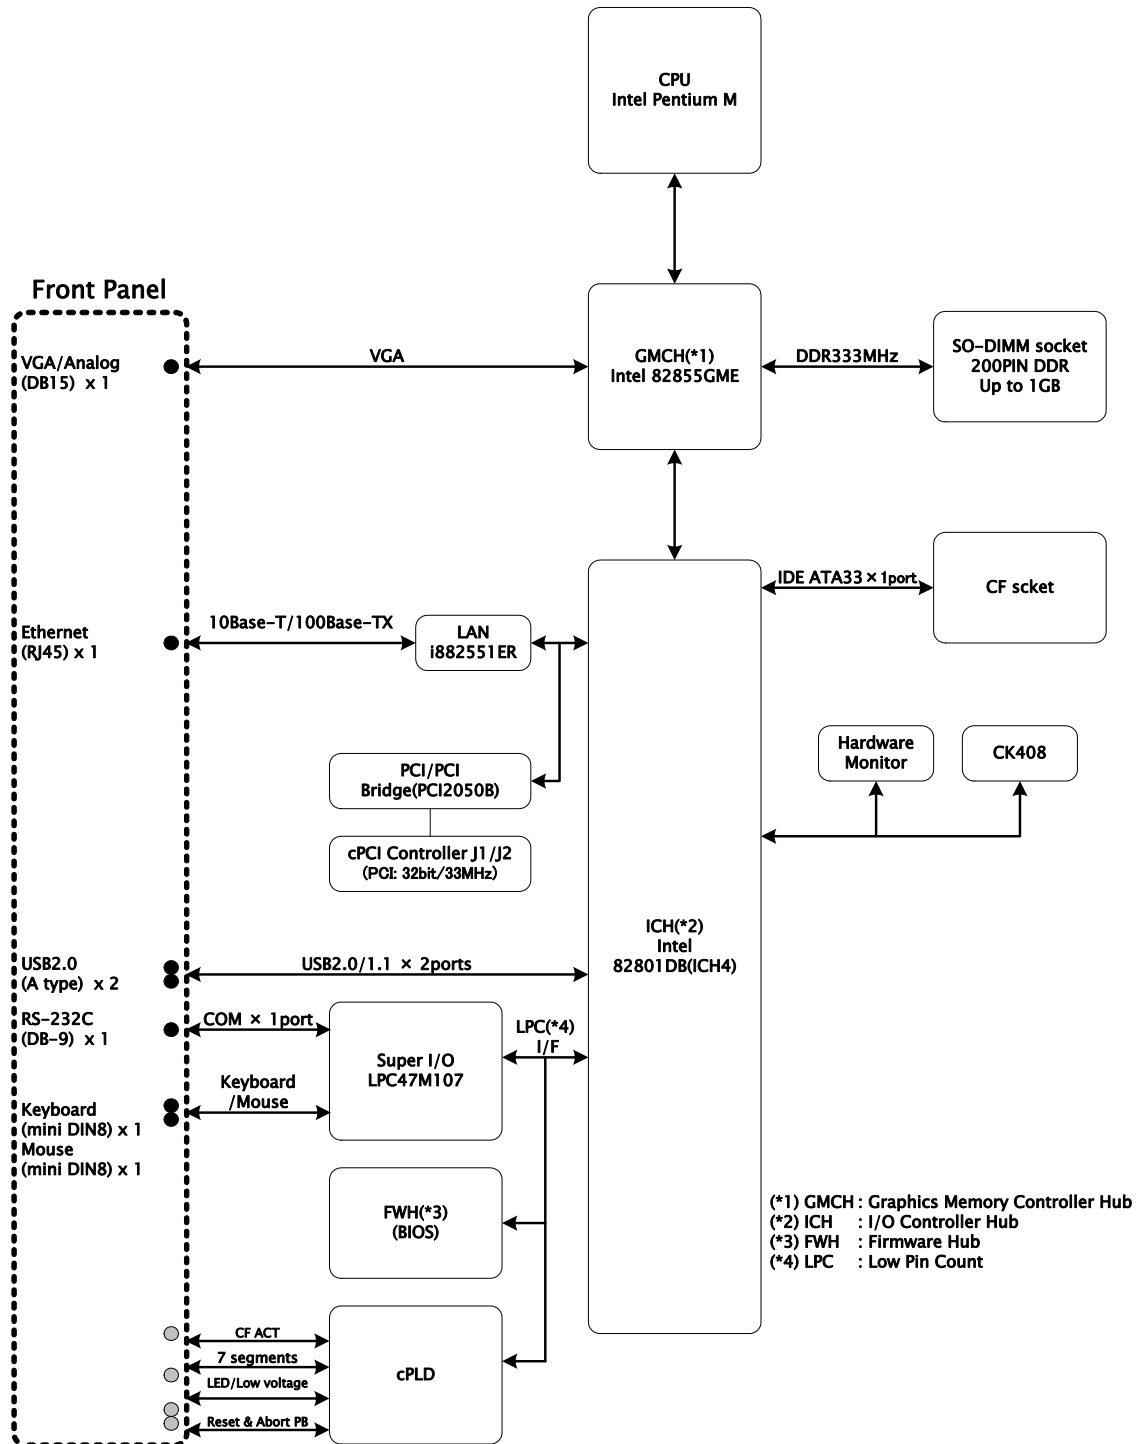 CPU
Intel Pentium M
Front Panel
VGA/Analog
(DB15) x 1
VGA
GMCH(*1)
Intel 82855GME
DDR333MHz
SO-DIMM socket
200PIN DDR
Up to 1GB
IDE ATA33×1port
CF scket
Ethernet
(RJ45) x 1
10Base-T/100Base-TX
LAN
i882551ER
Hardware
Monitor
CK408
PCI/PCI
Bridge(PCI2050B)
cPCI Controller J1/J2
(PCI: 32bit/33MHz)
ICH(*2)
Intel
82801DB(ICH4)
USB2.0
(A type) x 2
USB2.0/1.1 × 2ports
RS-232C
(DB-9) x 1
COM × 1port
LPC(*4)
I/F
Super I/O
LPC47M107
Keyboard
/Mouse
Keyboard
(mini DIN8) x 1
Mouse
(mini DIN8) x 1
FWH(*3)
(BIOS)
(*1) GMCH : Graphics Memory Controller Hub
(*2) ICH : I/O Controller Hub
(*3) FWH : Firmware Hub
(*4) LPC : Low Pin Count
CF ACT
7 segments
LED/Low voltage
Reset & Abort PB
cPLD